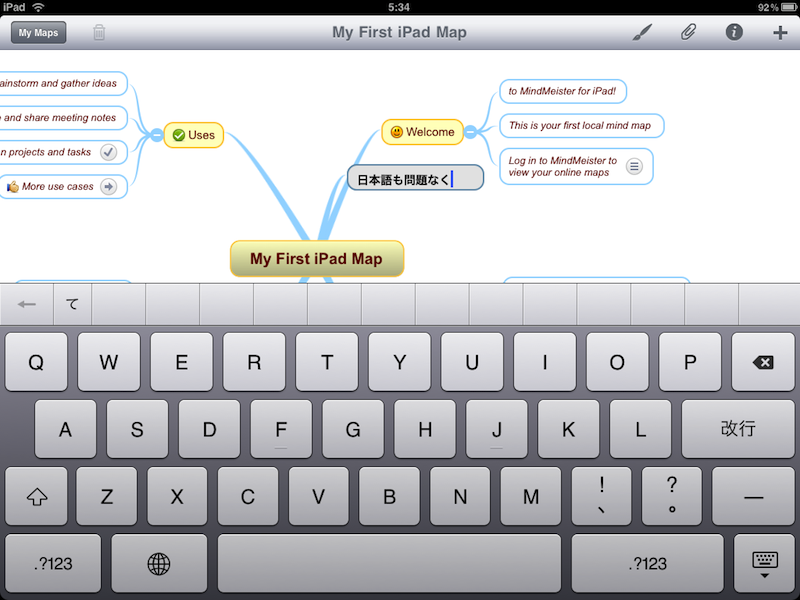 iPad 5:34 92%
My Maps My First iPad Map
ainstorm and gather ideas
and share meeting notes
n projects and tasks
More use cases
Uses
Welcome
to MindMeister for iPad!
This is your first local mind map
Log in to MindMeister to
view your online maps
日本語も問題なく
My First iPad Map
て
Q W E R T Y U I O P
A S D F G H J K L 改行
Z X C V B N M ! 、 ? 。 —
.?123 .?123